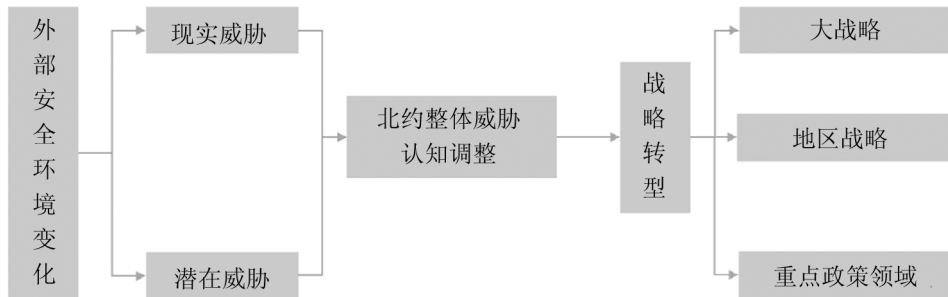 外部安全环境变化
现实威胁
潜在威胁
北约整体威胁
认知调整
战略转型
大战略
地区战略
重点政策领域